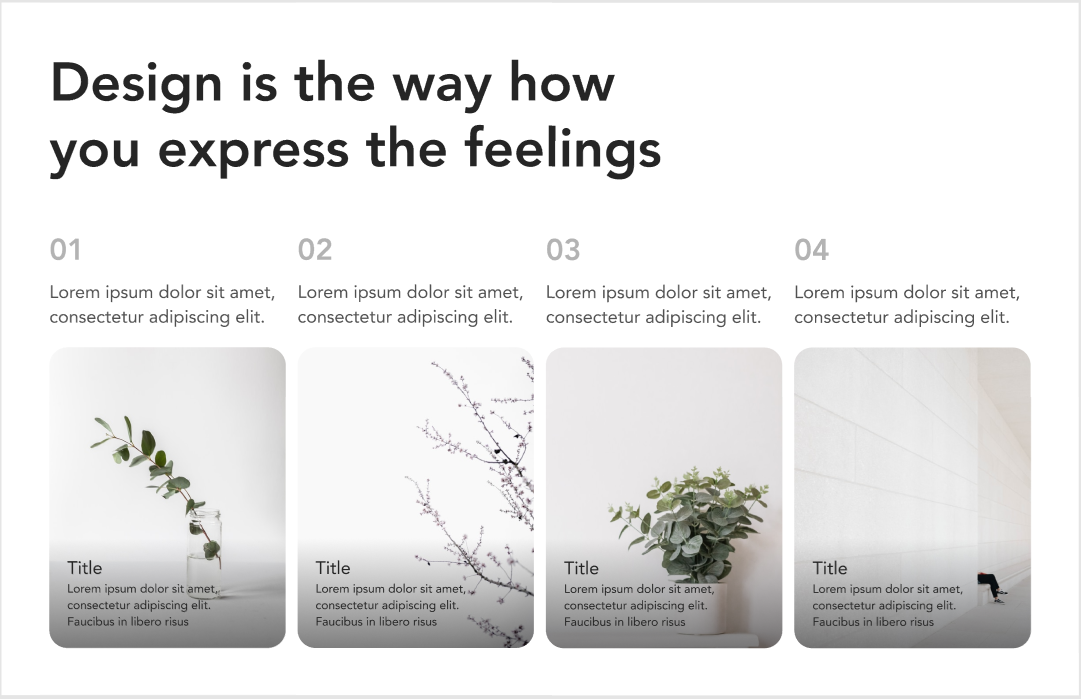 Design is the way how
you express the feelings
01
Lorem ipsum dolor sit amet,
consectetur adipiscing elit.
02
Lorem ipsum dolor sit amet,
consectetur adipiscing elit.
03
Lorem ipsum dolor sit amet,
consectetur adipiscing elit.
04
Lorem ipsum dolor sit amet,
consectetur adipiscing elit.
Title
Lorem ipsum dolor sit amet,
consectetur adipiscing elit.
Faucibus in libero risus
Title
Lorem ipsum dolor sit amet,
consectetur adipiscing elit.
Faucibus in libero risus
Title
Lorem ipsum dolor sit amet,
consectetur adipiscing elit.
Faucibus in libero risus
Title
Lorem ipsum dolor sit amet,
consectetur adipiscing elit.
Faucibus in libero risus